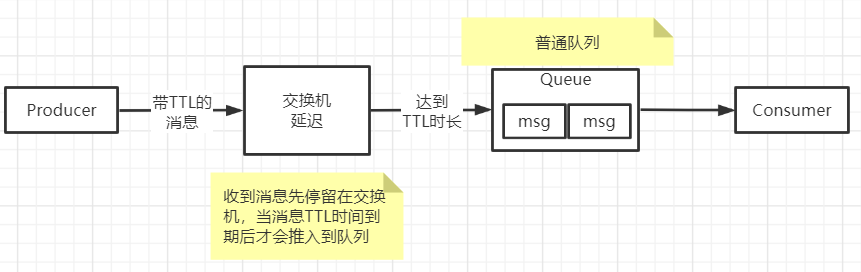 普通队列
Queue
Producer
带TTL的
消息
交换机
延迟
达到
TTL时长
msg
msg
Consumer
收到消息先停留在交换
机，当消息TTL时间到
期后才会推入到队列